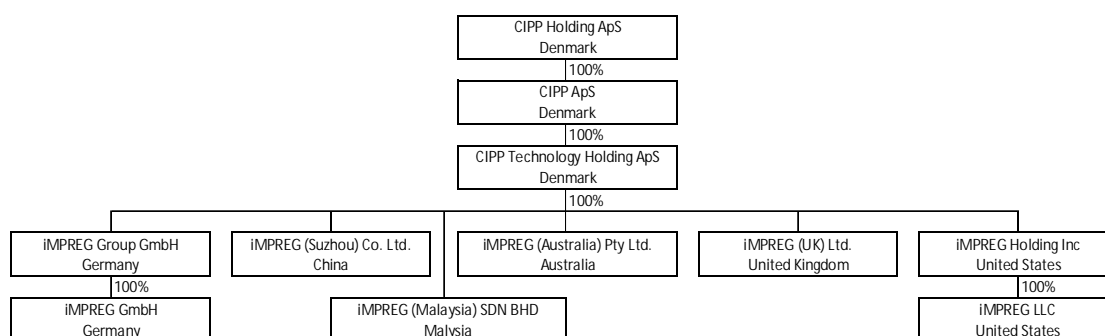 CIPP Holding ApS
Denmark
100%
CIPP ApS
Denmark
100%
CIPP Technology Holding ApS
Denmark
100%
iMPREG Group GmbH
Germany
iMPREG (Suzhou) Co. Ltd.
China
iMPREG (Australia) Pty Ltd.
Australia
iMPREG (UK) Ltd.
United Kingdom
iMPREG Holding Inc
United States
100%
100%
iMPREG GmbH
Germany
iMPREG (Malaysia) SDN BHD
Malysia
iMPREG LLC
United States